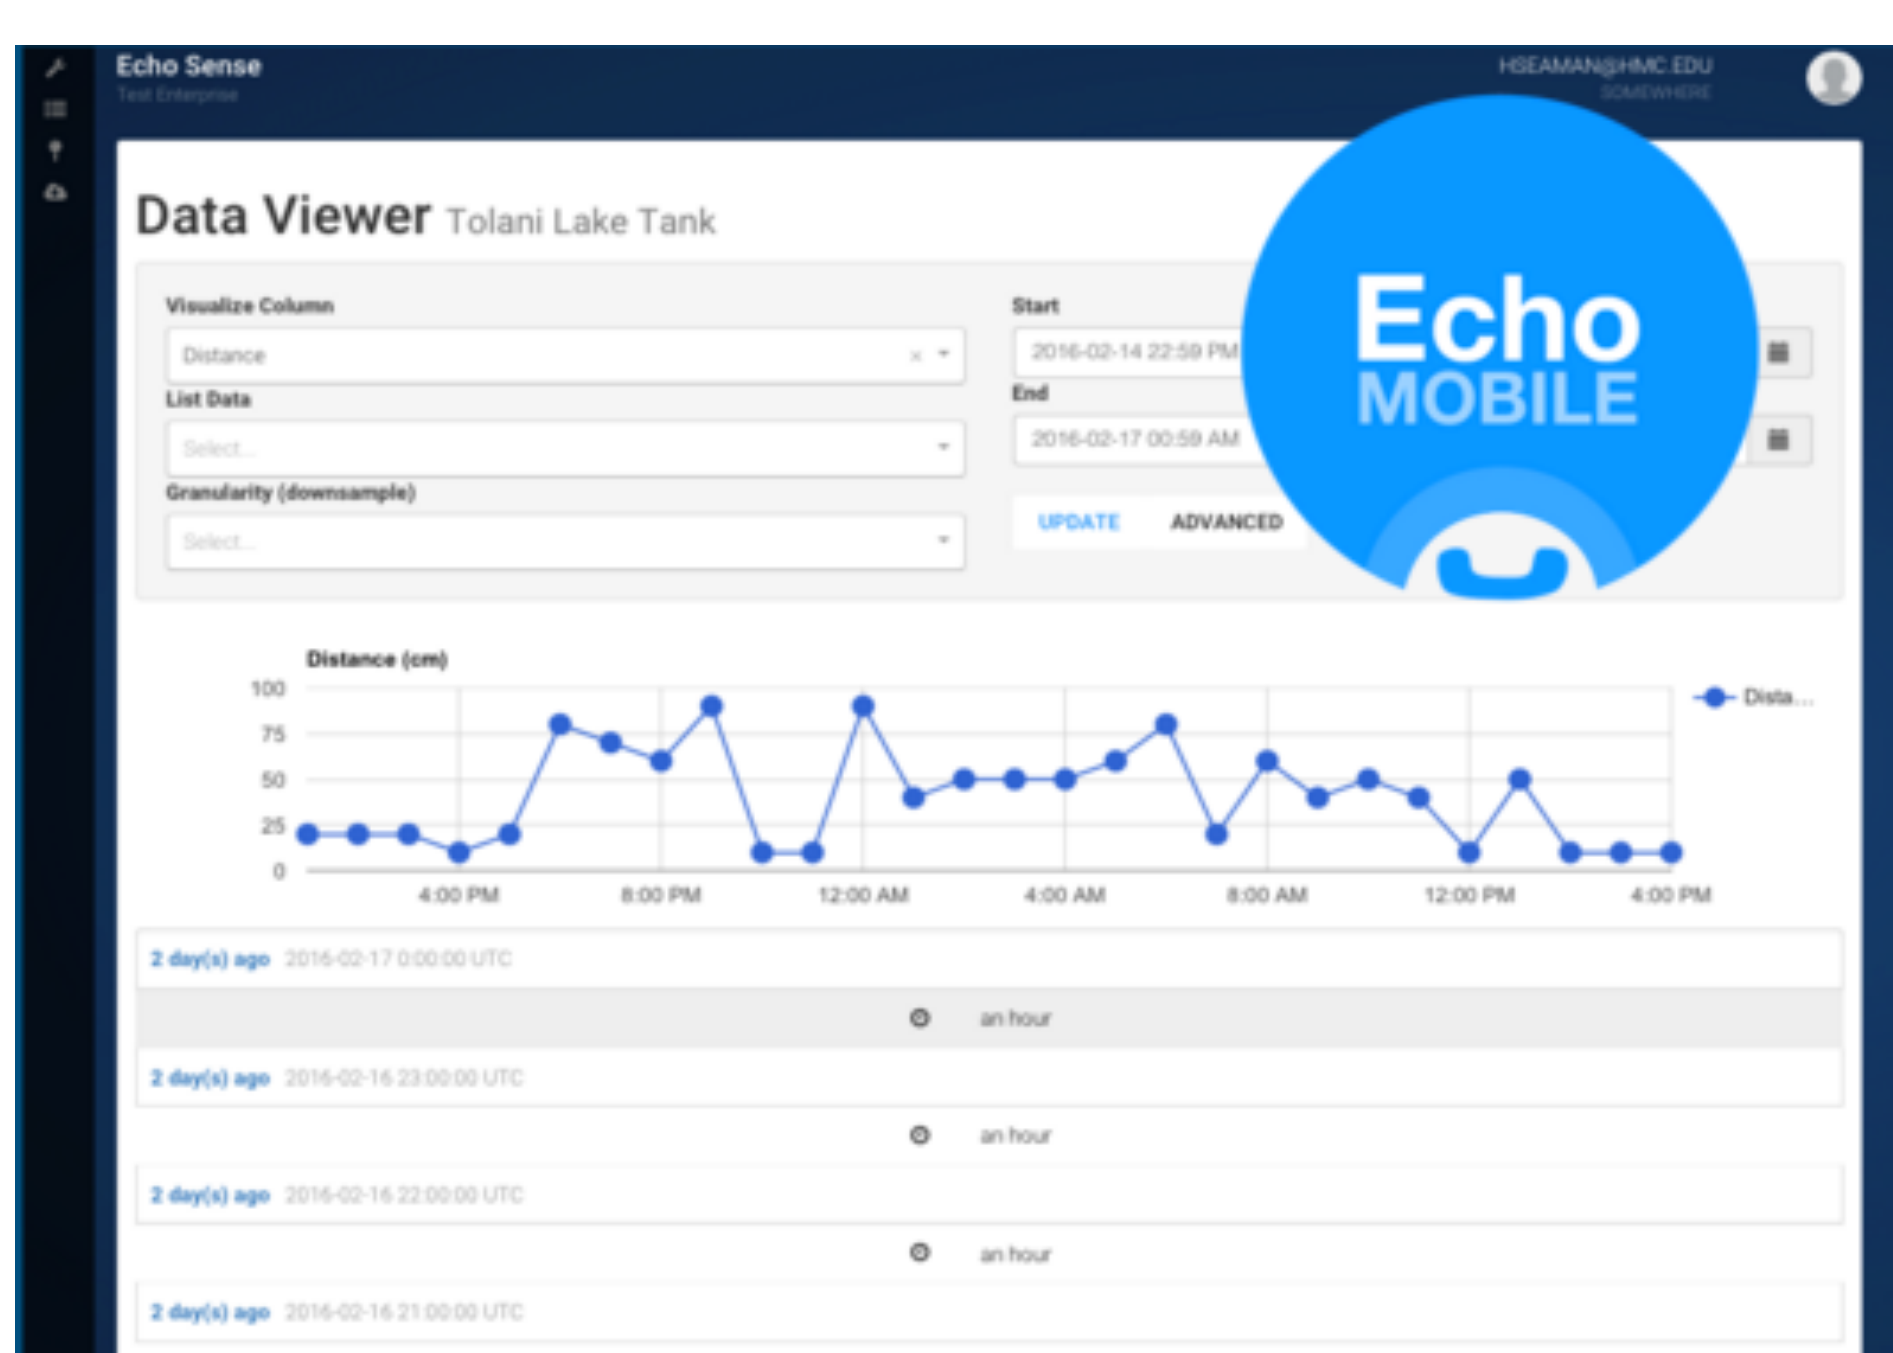 Echo Sense
Test Enterprise
HSEAMAN@HMC.EDU
SOMEWHERE
Data Viewer Tolani Lake Tank
Visualize Column
Distance
List Data
Select...
Granularity (downsample)
Select...
Start
2016-02-14 22:59 PM
End
2016-02-17 00:59 AM
UPDATE ADVANCED
Echo
MOBILE
Distance (cm)
100
75
50
25
0
Dista...
4:00 PM 8:00 PM 12:00 AM 4:00 AM 8:00 AM 12:00 PM 4:00 PM
2 day(s) ago 2016-02-17 0:00:00 UTC
an hour
2 day(s) ago 2016-02-16 23:00:00 UTC
an hour
2 day(s) ago 2016-02-16 22:00:00 UTC
an hour
2 day(s) ago 2016-02-16 21:00:00 UTC